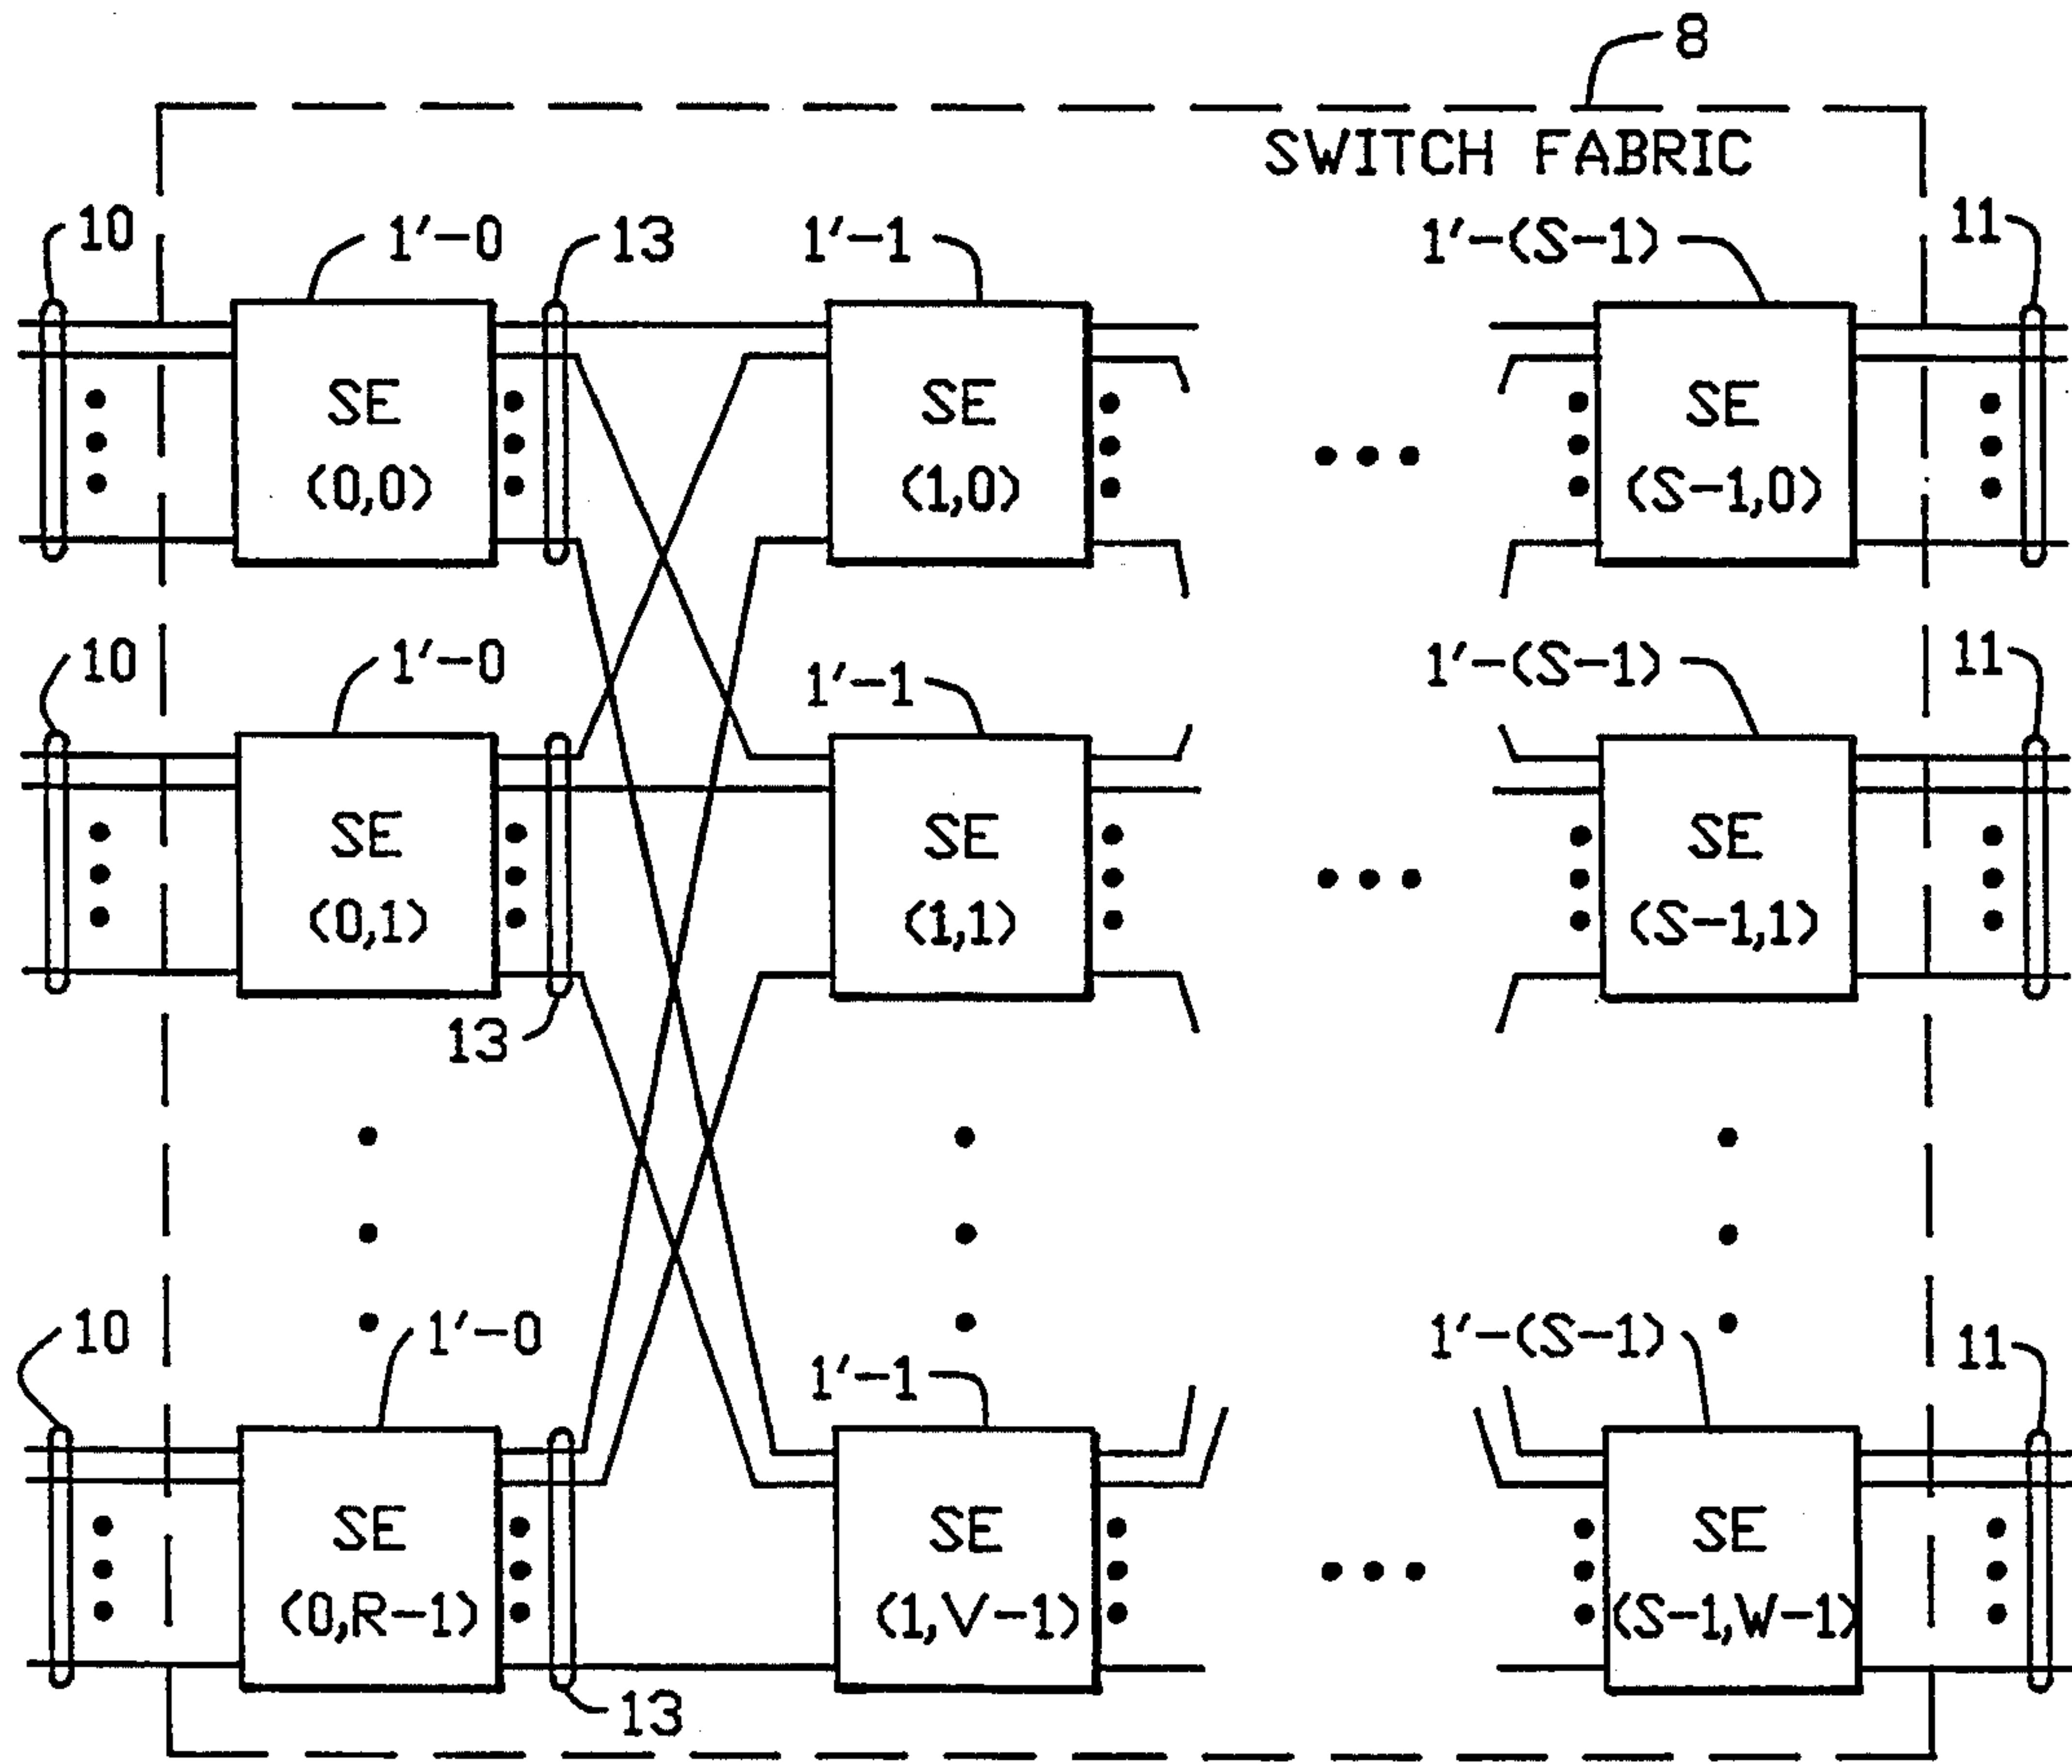 8
SWITCH FABRIC
10 1′-0 13 1′-1 1′-(S-1) 11
SE SE SE
(0,0) (1,0) (S-1,0)
10 1′-0 1′-1 1′-(S-1) 11
SE SE SE
(0,1) (1,1) (S-1,1)
13
10 1′-0 1′-1 1′-(S-1) 11
SE SE SE
(0,R-1) (1,V-1) (S-1,W-1)
13